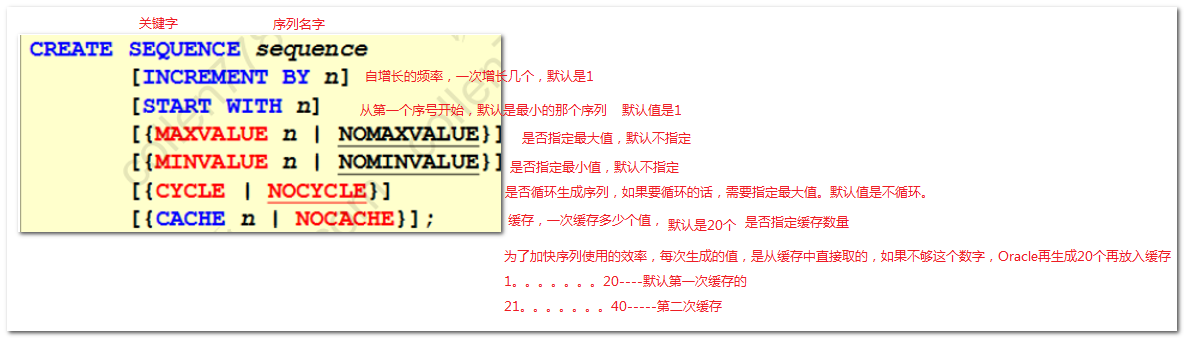 关键字 序列名字
CREATE SEQUENCE sequence
[INCREMENT BY n] 自增长的频率，一次增长几个，默认是1
[START WITH n] 从第一个序号开始，默认是最小的那个序列 默认值是1
[{MAXVALUE n | NOMAXVALUE}] 是否指定最大值，默认不指定
[{MINVALUE n | NOMINVALUE}] 是否指定最小值，默认不指定
[{CYCLE | NOCYCLE}] 是否循环生成序列，如果要循环的话，需要指定最大值。默认值是不循环。
[{CACHE n | NOCACHE}]; 缓存，一次缓存多少个值， 默认是20个 是否指定缓存数量
为了加快序列使用的效率，每次生成的值，是从缓存中直接取的，如果不够这个数字，Oracle再生成20个再放入缓存
1。。。。。。。20----默认第一次缓存的
21。。。。。。。40-----第二次缓存